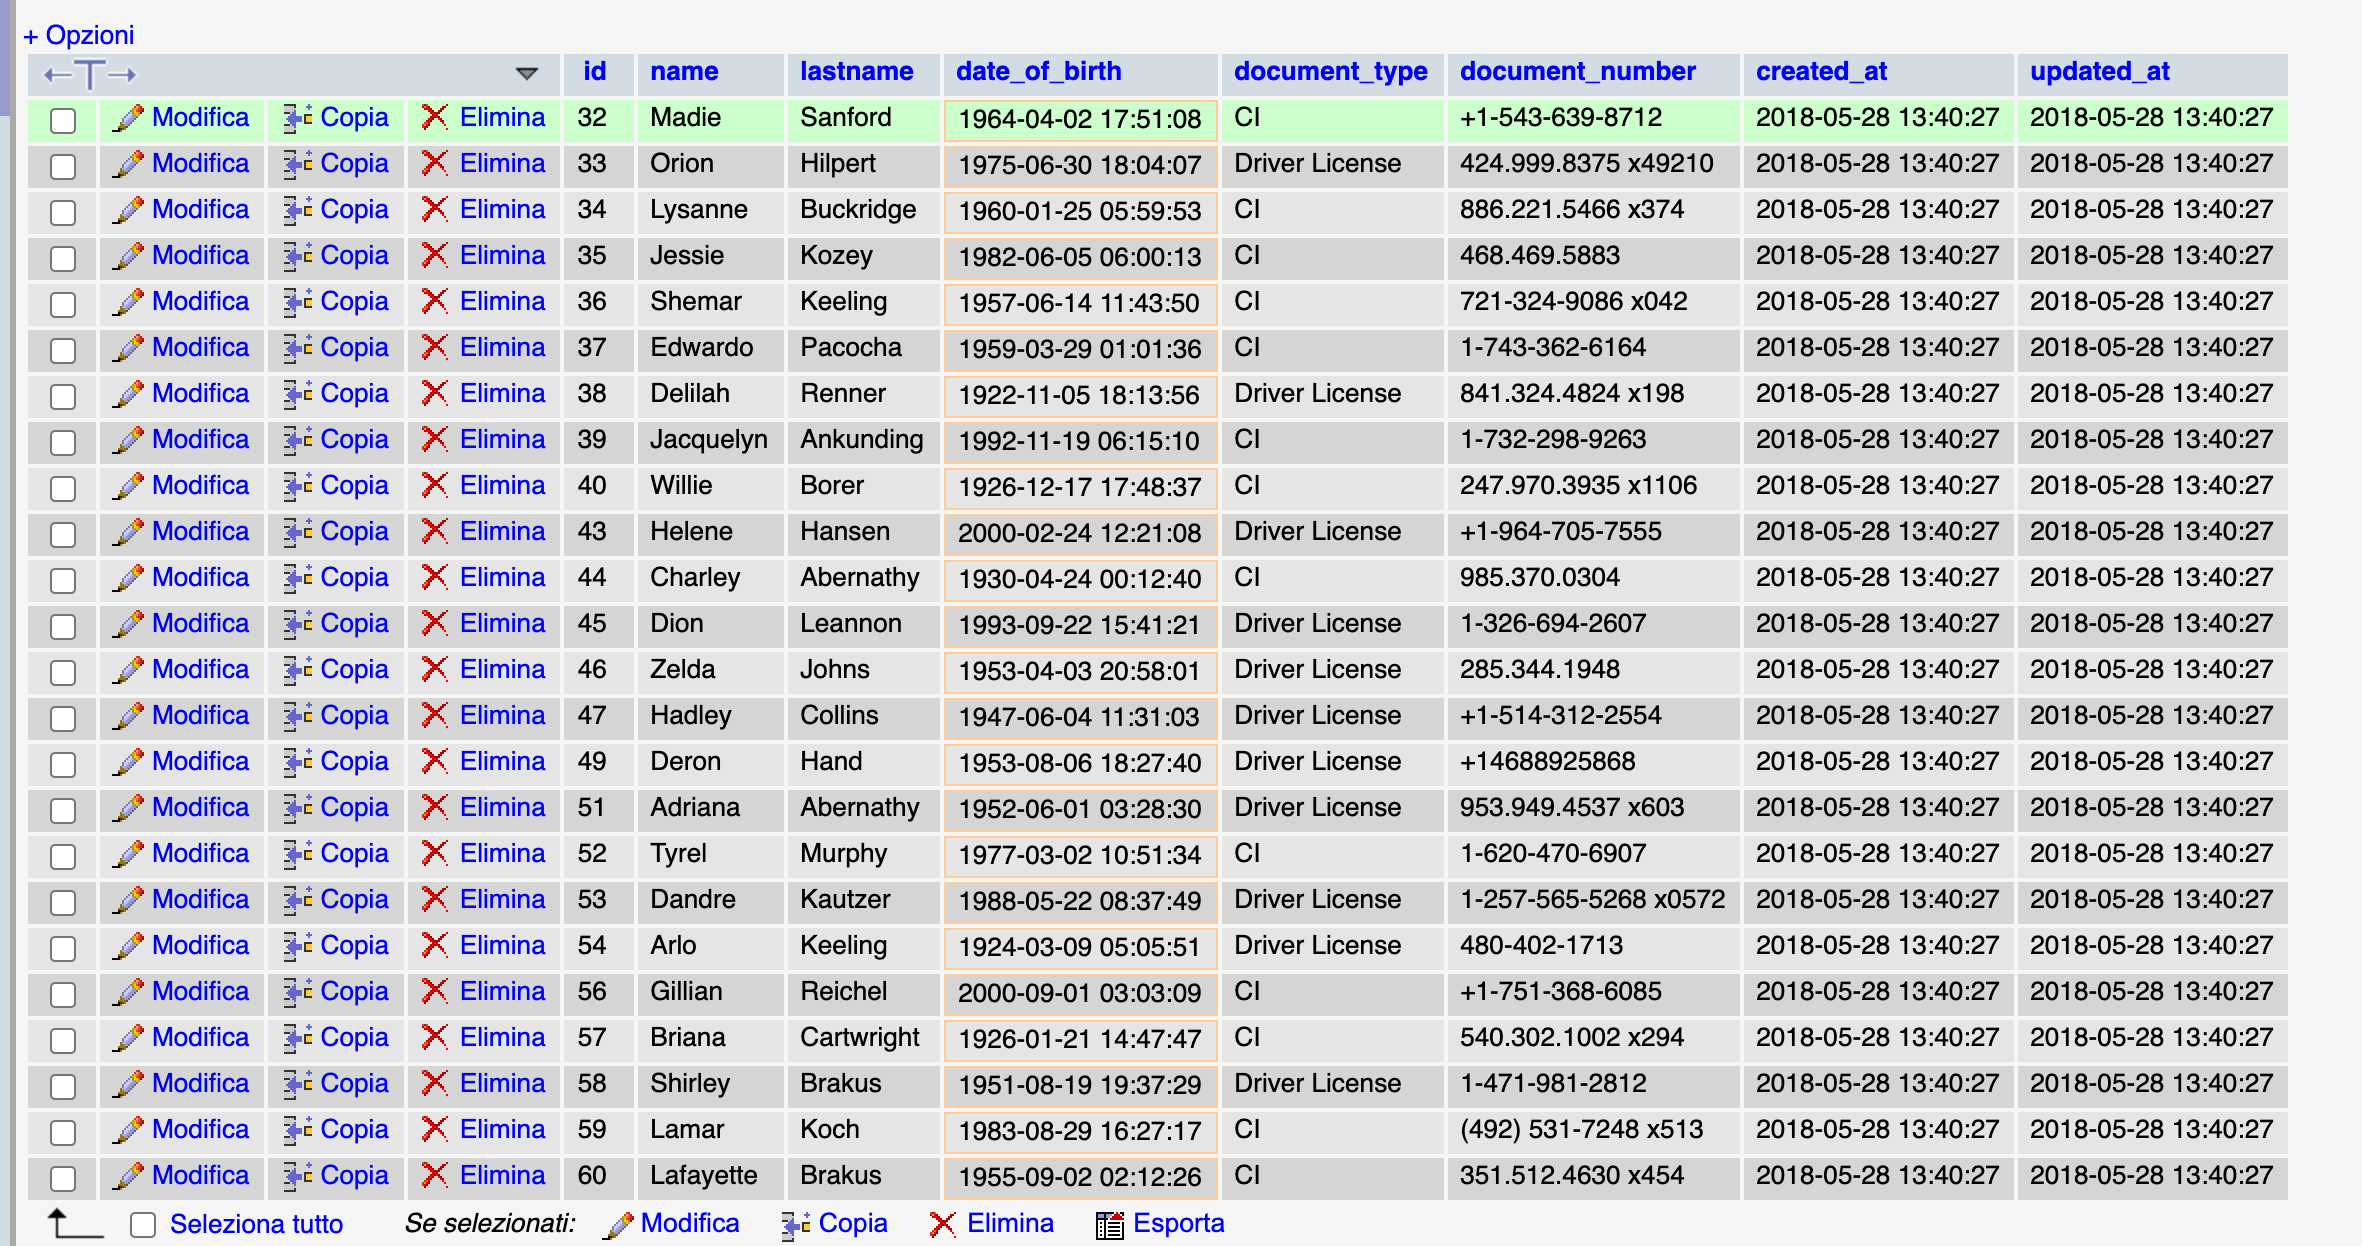 + Opzioni
←T→ id name lastname date_of_birth document_type document_number created_at updated_at
Modifica Copia Elimina 32 Madie Sanford 1964-04-02 17:51:08 CI +1-543-639-8712 2018-05-28 13:40:27 2018-05-28 13:40:27
Modifica Copia Elimina 33 Orion Hilpert 1975-06-30 18:04:07 Driver License 424.999.8375 x49210 2018-05-28 13:40:27 2018-05-28 13:40:27
Modifica Copia Elimina 34 Lysanne Buckridge 1960-01-25 05:59:53 CI 886.221.5466 x374 2018-05-28 13:40:27 2018-05-28 13:40:27
Modifica Copia Elimina 35 Jessie Kozey 1982-06-05 06:00:13 CI 468.469.5883 2018-05-28 13:40:27 2018-05-28 13:40:27
Modifica Copia Elimina 36 Shemar Keeling 1957-06-14 11:43:50 CI 721-324-9086 x042 2018-05-28 13:40:27 2018-05-28 13:40:27
Modifica Copia Elimina 37 Edwardo Pacocha 1959-03-29 01:01:36 CI 1-743-362-6164 2018-05-28 13:40:27 2018-05-28 13:40:27
Modifica Copia Elimina 38 Delilah Renner 1922-11-05 18:13:56 Driver License 841.324.4824 x198 2018-05-28 13:40:27 2018-05-28 13:40:27
Modifica Copia Elimina 39 Jacquelyn Ankunding 1992-11-19 06:15:10 CI 1-732-298-9263 2018-05-28 13:40:27 2018-05-28 13:40:27
Modifica Copia Elimina 40 Willie Borer 1926-12-17 17:48:37 CI 247.970.3935 x1106 2018-05-28 13:40:27 2018-05-28 13:40:27
Modifica Copia Elimina 43 Helene Hansen 2000-02-24 12:21:08 Driver License +1-964-705-7555 2018-05-28 13:40:27 2018-05-28 13:40:27
Modifica Copia Elimina 44 Charley Abernathy 1930-04-24 00:12:40 CI 985.370.0304 2018-05-28 13:40:27 2018-05-28 13:40:27
Modifica Copia Elimina 45 Dion Leannon 1993-09-22 15:41:21 Driver License 1-326-694-2607 2018-05-28 13:40:27 2018-05-28 13:40:27
Modifica Copia Elimina 46 Zelda Johns 1953-04-03 20:58:01 Driver License 285.344.1948 2018-05-28 13:40:27 2018-05-28 13:40:27
Modifica Copia Elimina 47 Hadley Collins 1947-06-04 11:31:03 Driver License +1-514-312-2554 2018-05-28 13:40:27 2018-05-28 13:40:27
Modifica Copia Elimina 49 Deron Hand 1953-08-06 18:27:40 Driver License +14688925868 2018-05-28 13:40:27 2018-05-28 13:40:27
Modifica Copia Elimina 51 Adriana Abernathy 1952-06-01 03:28:30 Driver License 953.949.4537 x603 2018-05-28 13:40:27 2018-05-28 13:40:27
Modifica Copia Elimina 52 Tyrel Murphy 1977-03-02 10:51:34 CI 1-620-470-6907 2018-05-28 13:40:27 2018-05-28 13:40:27
Modifica Copia Elimina 53 Dandre Kautzer 1988-05-22 08:37:49 Driver License 1-257-565-5268 x0572 2018-05-28 13:40:27 2018-05-28 13:40:27
Modifica Copia Elimina 54 Arlo Keeling 1924-03-09 05:05:51 Driver License 480-402-1713 2018-05-28 13:40:27 2018-05-28 13:40:27
Modifica Copia Elimina 56 Gillian Reichel 2000-09-01 03:03:09 CI +1-751-368-6085 2018-05-28 13:40:27 2018-05-28 13:40:27
Modifica Copia Elimina 57 Briana Cartwright 1926-01-21 14:47:47 CI 540.302.1002 x294 2018-05-28 13:40:27 2018-05-28 13:40:27
Modifica Copia Elimina 58 Shirley Brakus 1951-08-19 19:37:29 Driver License 1-471-981-2812 2018-05-28 13:40:27 2018-05-28 13:40:27
Modifica Copia Elimina 59 Lamar Koch 1983-08-29 16:27:17 CI (492) 531-7248 x513 2018-05-28 13:40:27 2018-05-28 13:40:27
Modifica Copia Elimina 60 Lafayette Brakus 1955-09-02 02:12:26 CI 351.512.4630 x454 2018-05-28 13:40:27 2018-05-28 13:40:27
Seleziona tutto Se selezionati: Modifica Copia Elimina Esporta